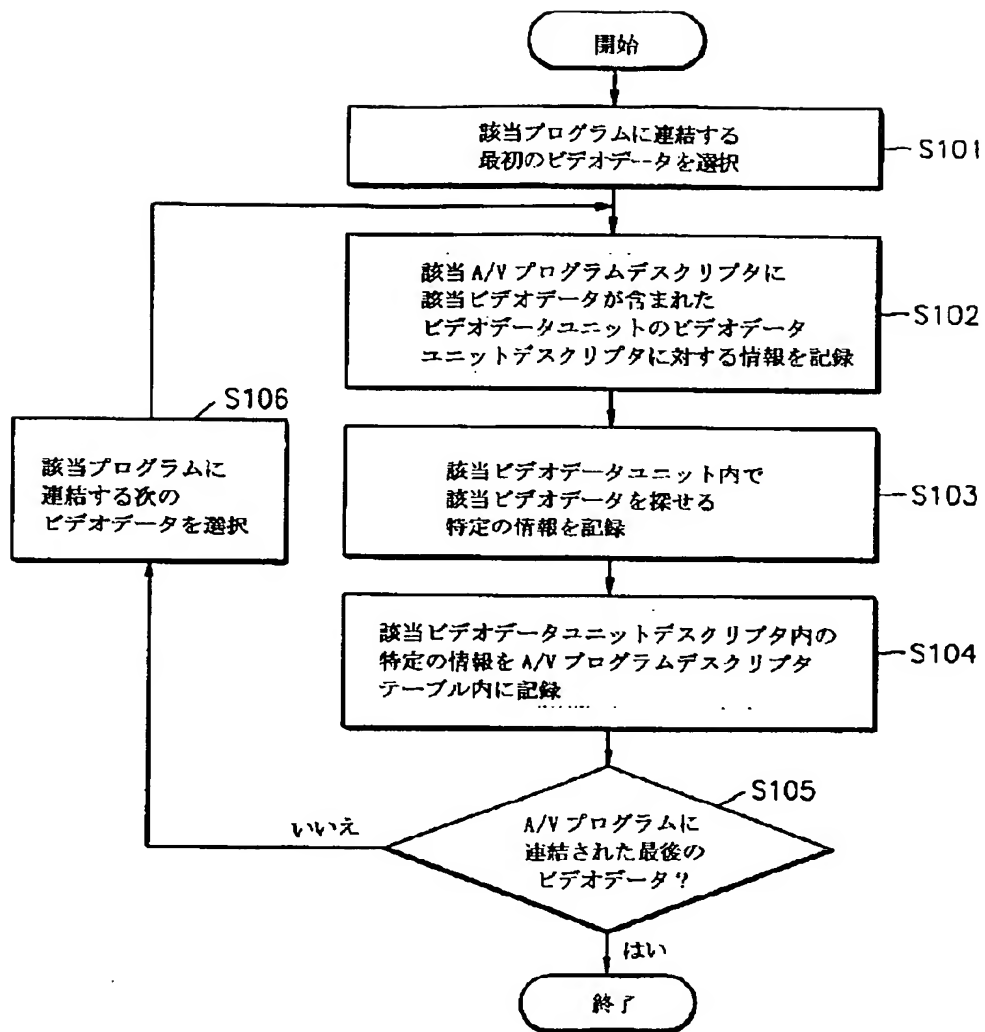 開始
該当プログラムに連結する
最初のビデオデータを選択
S101
該当 A/V プログラムデスクリプタに
該当ビデオデータが含まれた
ビデオデータユニットのビデオデータ
ユニットデスクリプタに対する情報を記録
S102
S106
該当プログラムに
連結する次の
ビデオデータを選択
該当ビデオデータユニット内で
該当ビデオデータを探せる
特定の情報を記録
S103
該当ビデオデータユニットデスクリプタ内の
特定の情報を A/V プログラムデスクリプタ
テーブル内に記録
S104
S105
いいえ
A/V プログラムに
連結された最後の
ビデオデータ?
はい
終了